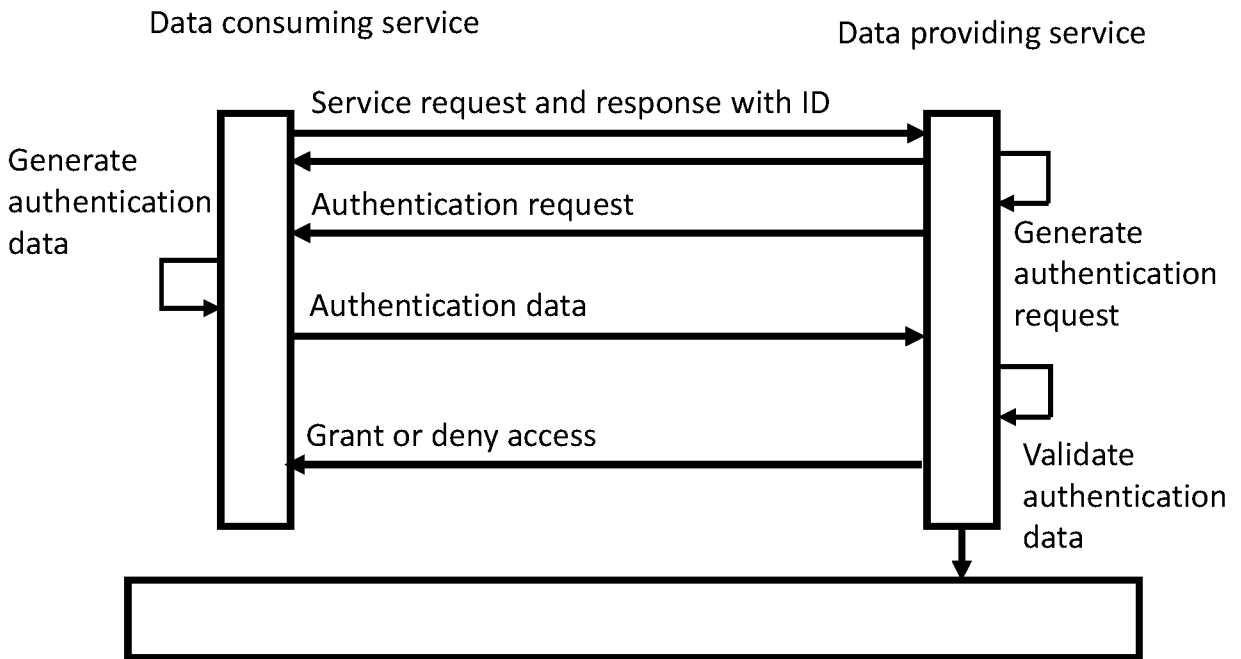 Data consuming service
Data providing service
Service request and response with ID
Generate
authentication
data
Authentication request
Generate
authentication
request
Authentication data
Grant or deny access
Validate
authentication
data